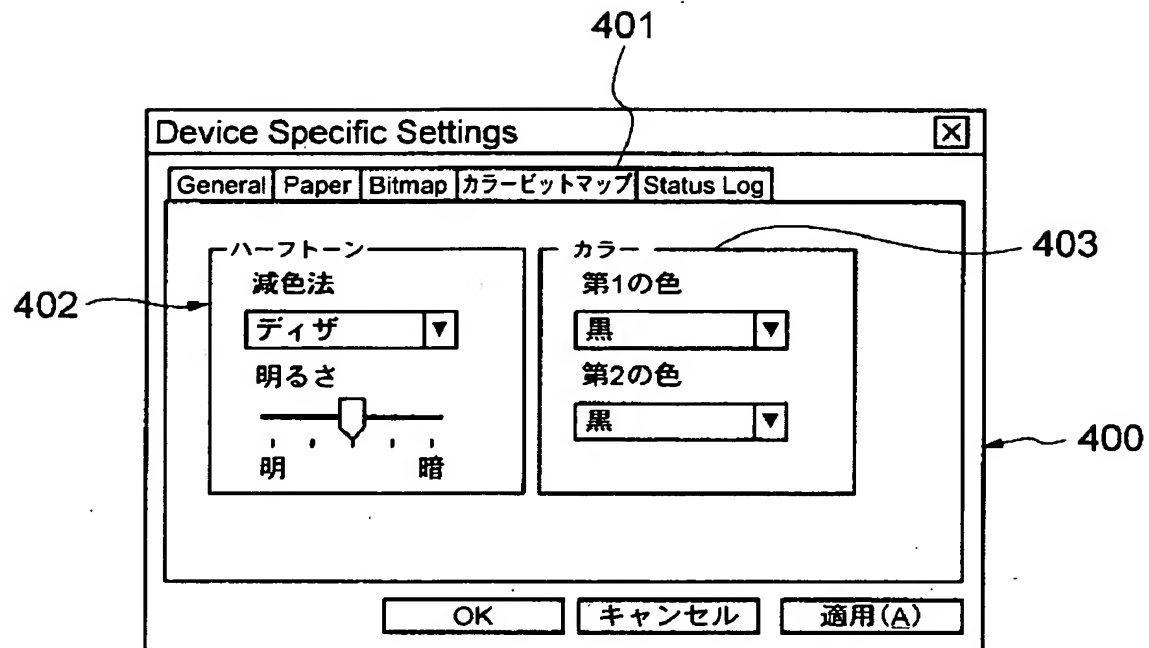 401
Device Specific Settings
General Paper Bitmap カラービットマップ Status Log
ハーフトーン
減色法
ディザ
明るさ
明 暗
カラー
第1の色
黒
第2の色
黒
402
403
400
OK キャンセル 適用(A)